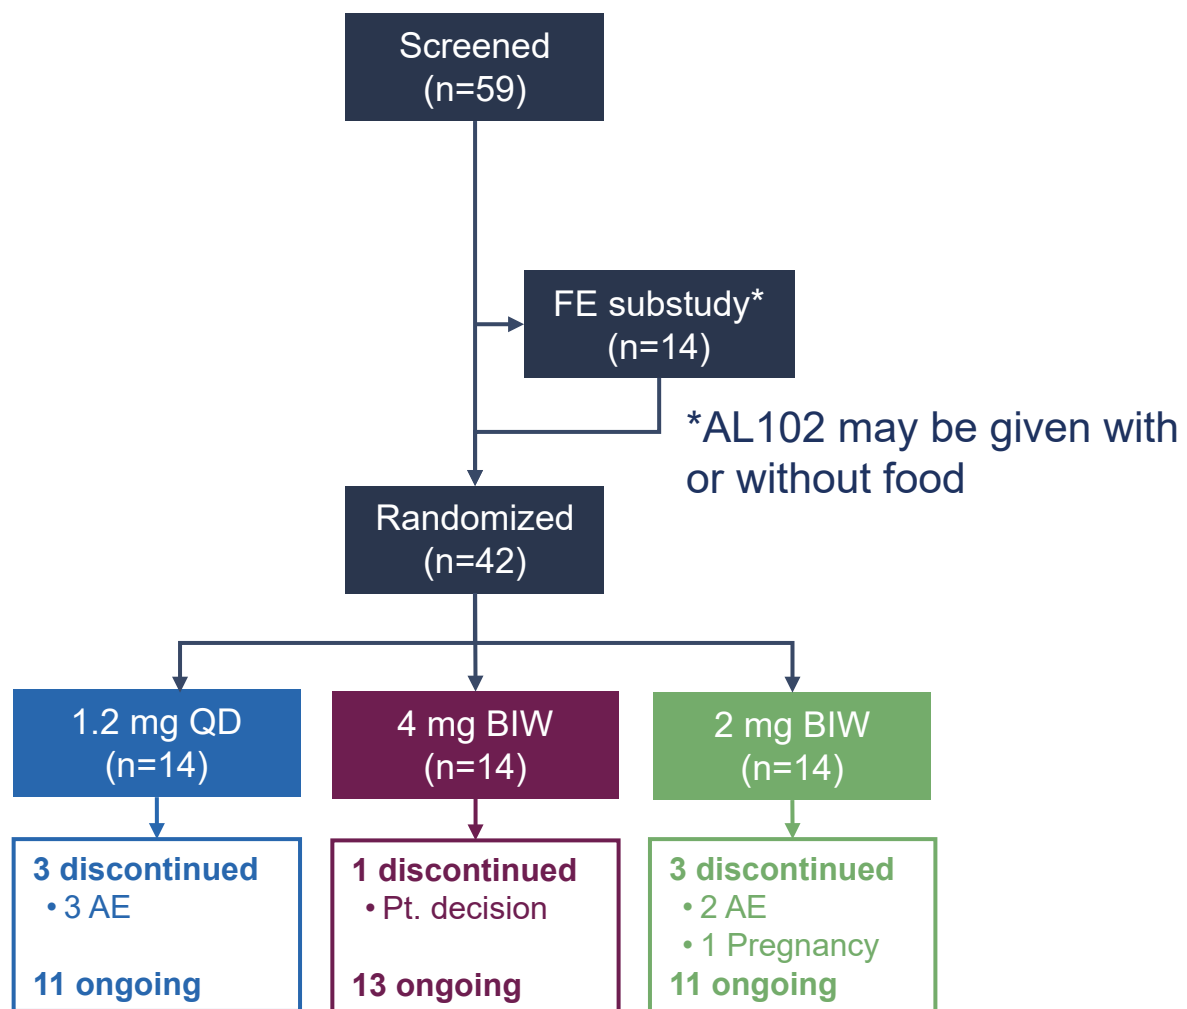 Screened
(n=59)
FE substudy*
(n=14)
*AL102 may be given with
or without food
Randomized
(n=42)
1.2 mg QD
(n=14)
4 mg BIW
(n=14)
2 mg BIW
(n=14)
3 discontinued
• 3 AE
11 ongoing
1 discontinued
• Pt. decision
13 ongoing
3 discontinued
• 2 AE
• 1 Pregnancy
11 ongoing